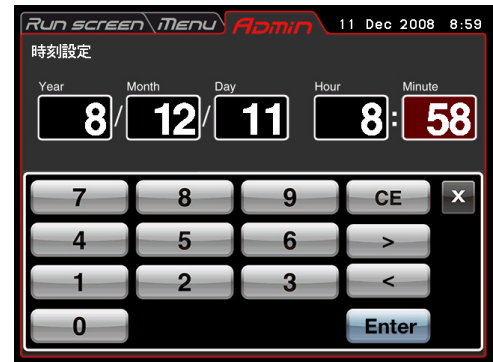 Run screen Menu Admin 11 Dec 2008 8:59
時刻設定
Year Month Day Hour Minute
8/12/11 8:58
7 8 9 CE X
4 5 6 >
1 2 3 <
0 Enter